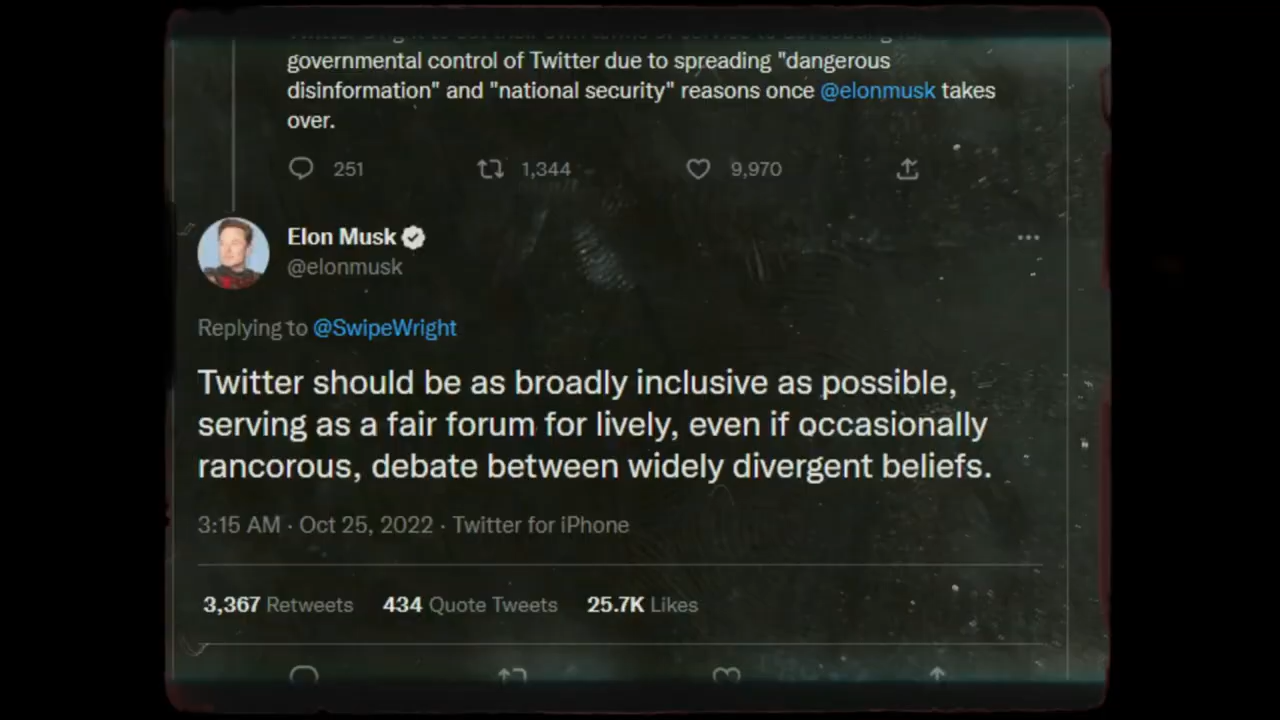 governmental control of Twitter due to spreading "dangerous
disinformation" and "national security" reasons once @elonmusk takes
over.
251 1,344 9,970
Elon Musk
@elonmusk
Replying to @SwipeWright
Twitter should be as broadly inclusive as possible,
serving as a fair forum for lively, even if occasionally
rancorous, debate between widely divergent beliefs.
3:15 AM · Oct 25, 2022 · Twitter for iPhone
3,367 Retweets 434 Quote Tweets 25.7K Likes